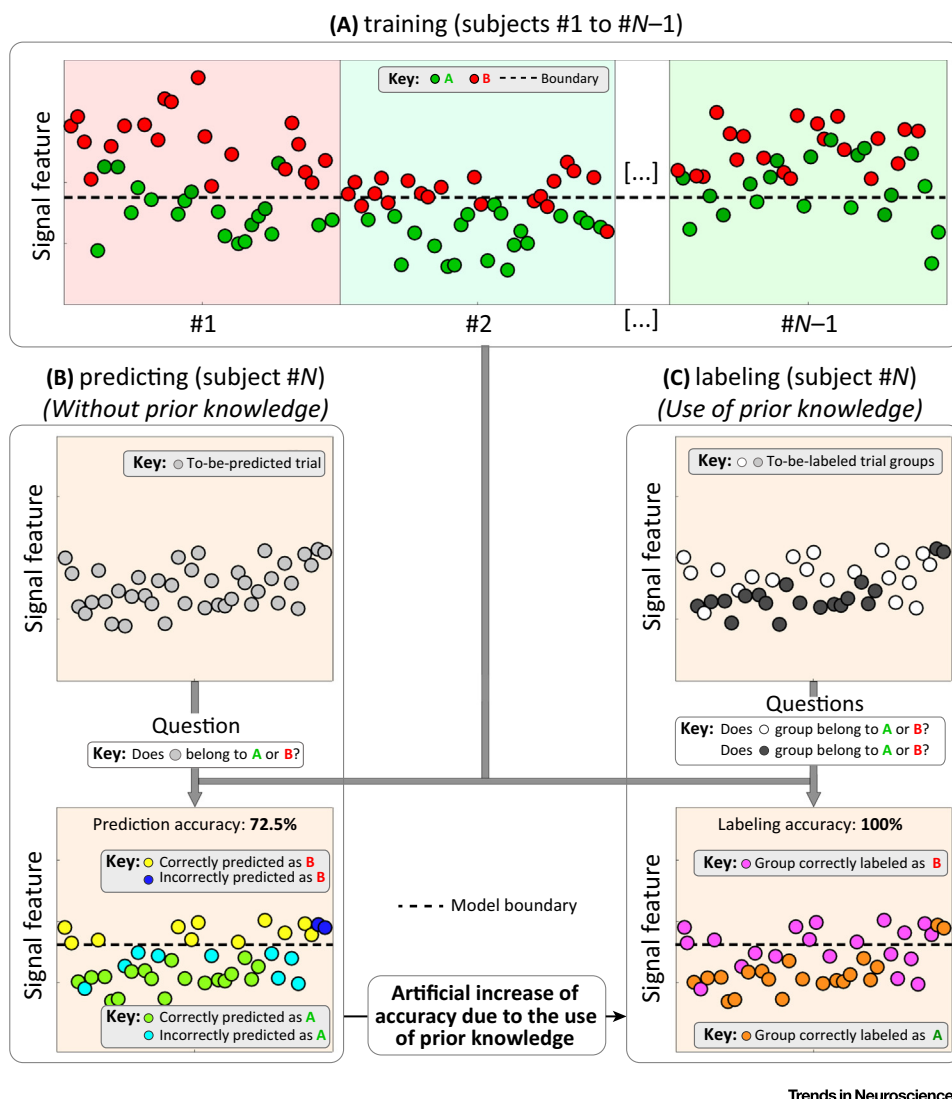 (A) training (subjects #1 to #N–1)
Key: A B Boundary
Signal feature
[...]
#1 #2 [...] #N–1
(B) predicting (subject #N)
(Without prior knowledge)
Key: To-be-predicted trial
Signal feature
Question
Key: Does belong to A or B?
Prediction accuracy: 72.5%
Key: Correctly predicted as B
Incorrectly predicted as B
Signal feature
Key: Correctly predicted as A
Incorrectly predicted as A
Model boundary
Artificial increase of
accuracy due to the use
of prior knowledge
(C) labeling (subject #N)
(Use of prior knowledge)
Key: To-be-labeled trial groups
Signal feature
Questions
Key: Does group belong to A or B?
Does group belong to A or B?
Labeling accuracy: 100%
Key: Group correctly labeled as B
Signal feature
Key: Group correctly labeled as A
Trends in Neuroscience